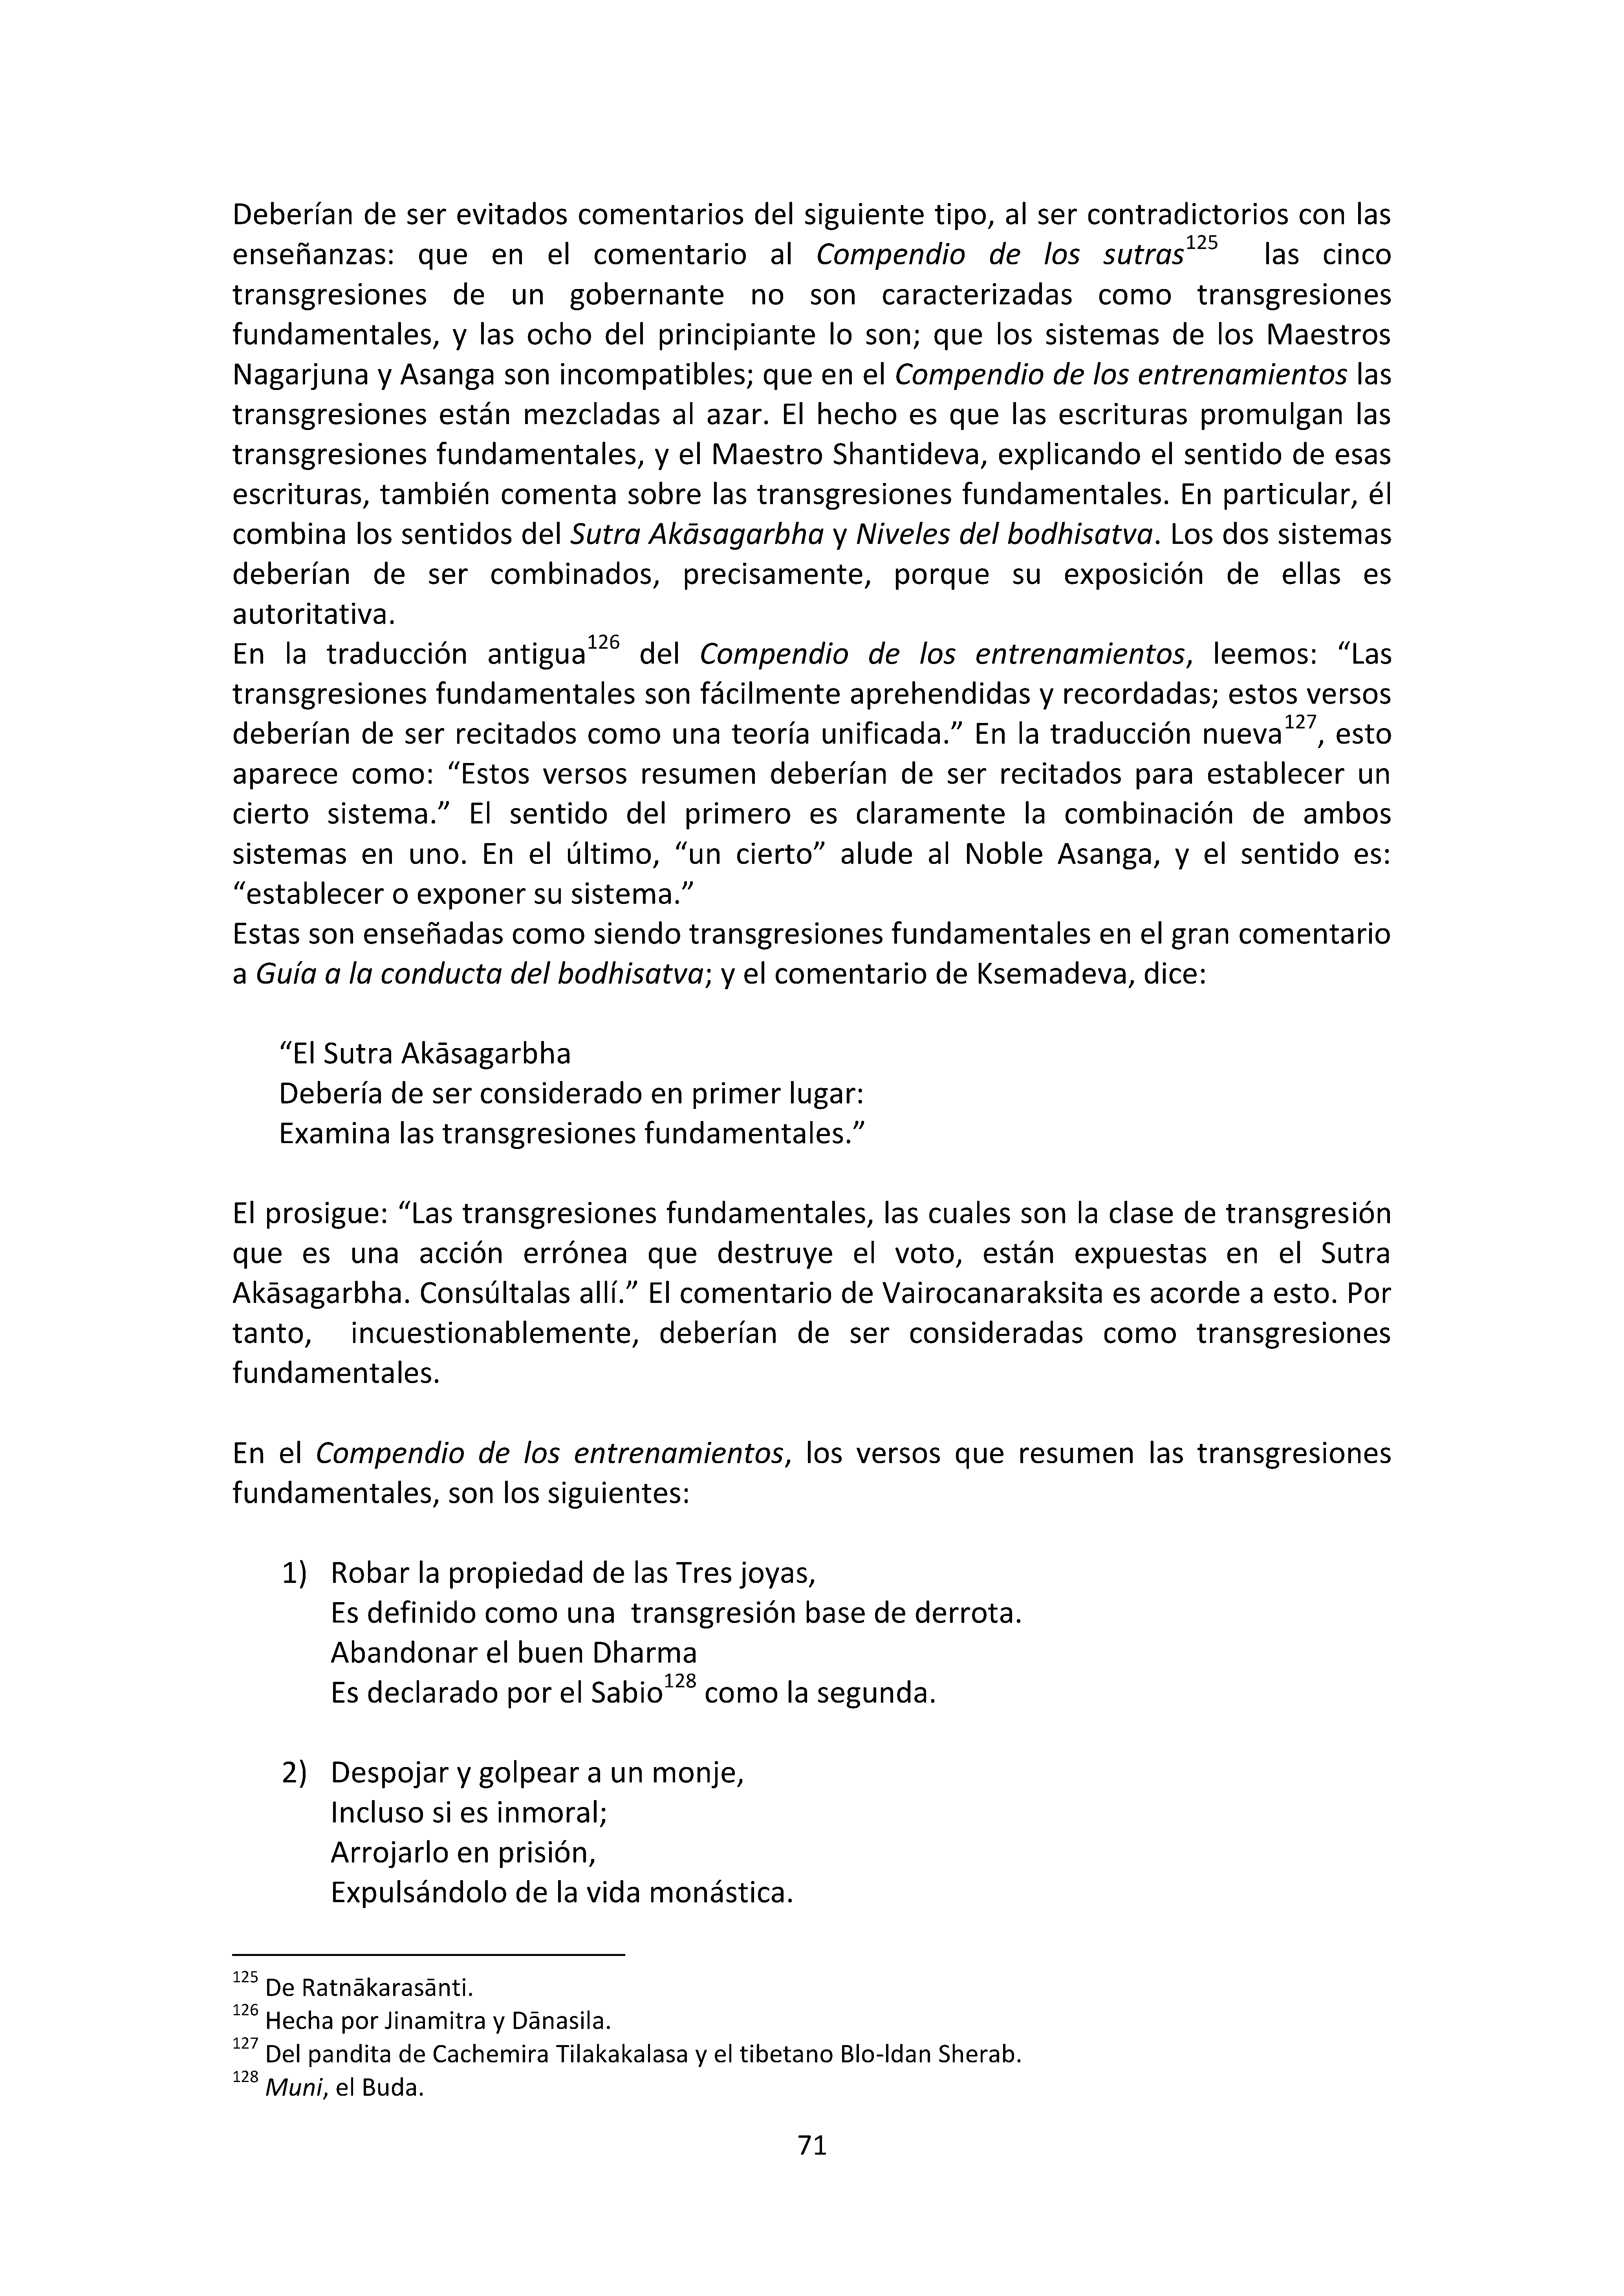 Deberían de ser evitados comentarios del siguiente tipo, al ser contradictorios con las
enseñanzas: que en el comentario al Compendio de los sutras125 las cinco
transgresiones de un gobernante no son caracterizadas como transgresiones
fundamentales, y las ocho del principiante lo son; que los sistemas de los Maestros
Nagarjuna y Asanga son incompatibles; que en el Compendio de los entrenamientos las
transgresiones están mezcladas al azar. El hecho es que las escrituras promulgan las
transgresiones fundamentales, y el Maestro Shantideva, explicando el sentido de esas
escrituras, también comenta sobre las transgresiones fundamentales. En particular, él
combina los sentidos del Sutra Akāsagarbha y Niveles del bodhisatva. Los dos sistemas
deberían de ser combinados, precisamente, porque su exposición de ellas es
autoritativa.
En la traducción antigua126 del Compendio de los entrenamientos, leemos: “Las
transgresiones fundamentales son fácilmente aprehendidas y recordadas; estos versos
deberían de ser recitados como una teoría unificada.” En la traducción nueva127, esto
aparece como: “Estos versos resumen deberían de ser recitados para establecer un
cierto sistema.” El sentido del primero es claramente la combinación de ambos
sistemas en uno. En el último, “un cierto” alude al Noble Asanga, y el sentido es:
“establecer o exponer su sistema.”
Estas son enseñadas como siendo transgresiones fundamentales en el gran comentario
a Guía a la conducta del bodhisatva; y el comentario de Ksemadeva, dice:
“El Sutra Akāsagarbha
Debería de ser considerado en primer lugar:
Examina las transgresiones fundamentales.”
El prosigue: “Las transgresiones fundamentales, las cuales son la clase de transgresión
que es una acción errónea que destruye el voto, están expuestas en el Sutra
Akāsagarbha. Consúltalas allí.” El comentario de Vairocanaraksita es acorde a esto. Por
tanto, incuestionablemente, deberían de ser consideradas como transgresiones
fundamentales.
En el Compendio de los entrenamientos, los versos que resumen las transgresiones
fundamentales, son los siguientes:
1) Robar la propiedad de las Tres joyas,
Es definido como una transgresión base de derrota.
Abandonar el buen Dharma
Es declarado por el Sabio128 como la segunda.
2) Despojar y golpear a un monje,
Incluso si es inmoral;
Arrojarlo en prisión,
Expulsándolo de la vida monástica.
125 De Ratnākarasānti.
126 Hecha por Jinamitra y Dānasila.
127 Del pandita de Cachemira Tilakakalasa y el tibetano Blo-ldan Sherab.
128 Muni, el Buda.
71